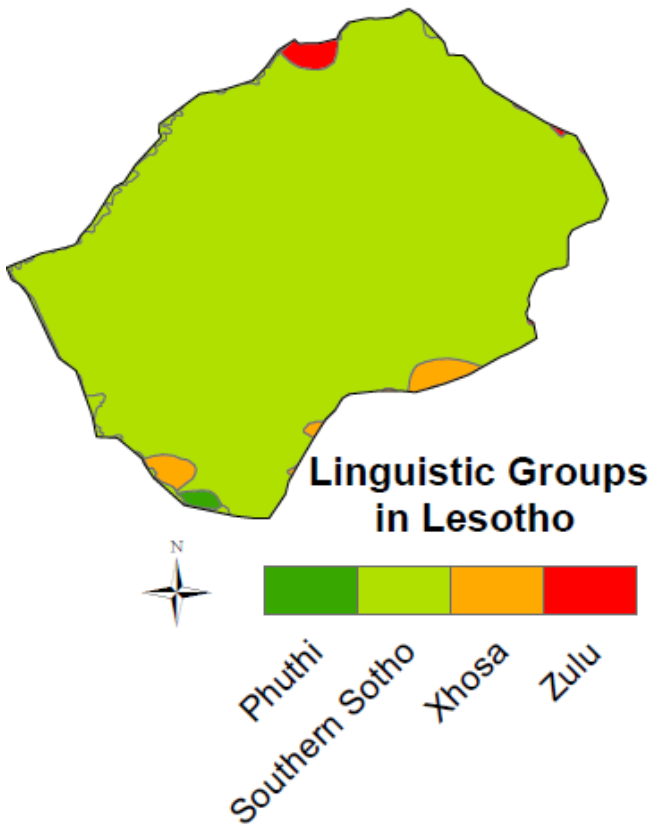 Linguistic Groups
in Lesotho
N
Phuthi
Southern Sotho
Xhosa
Zulu